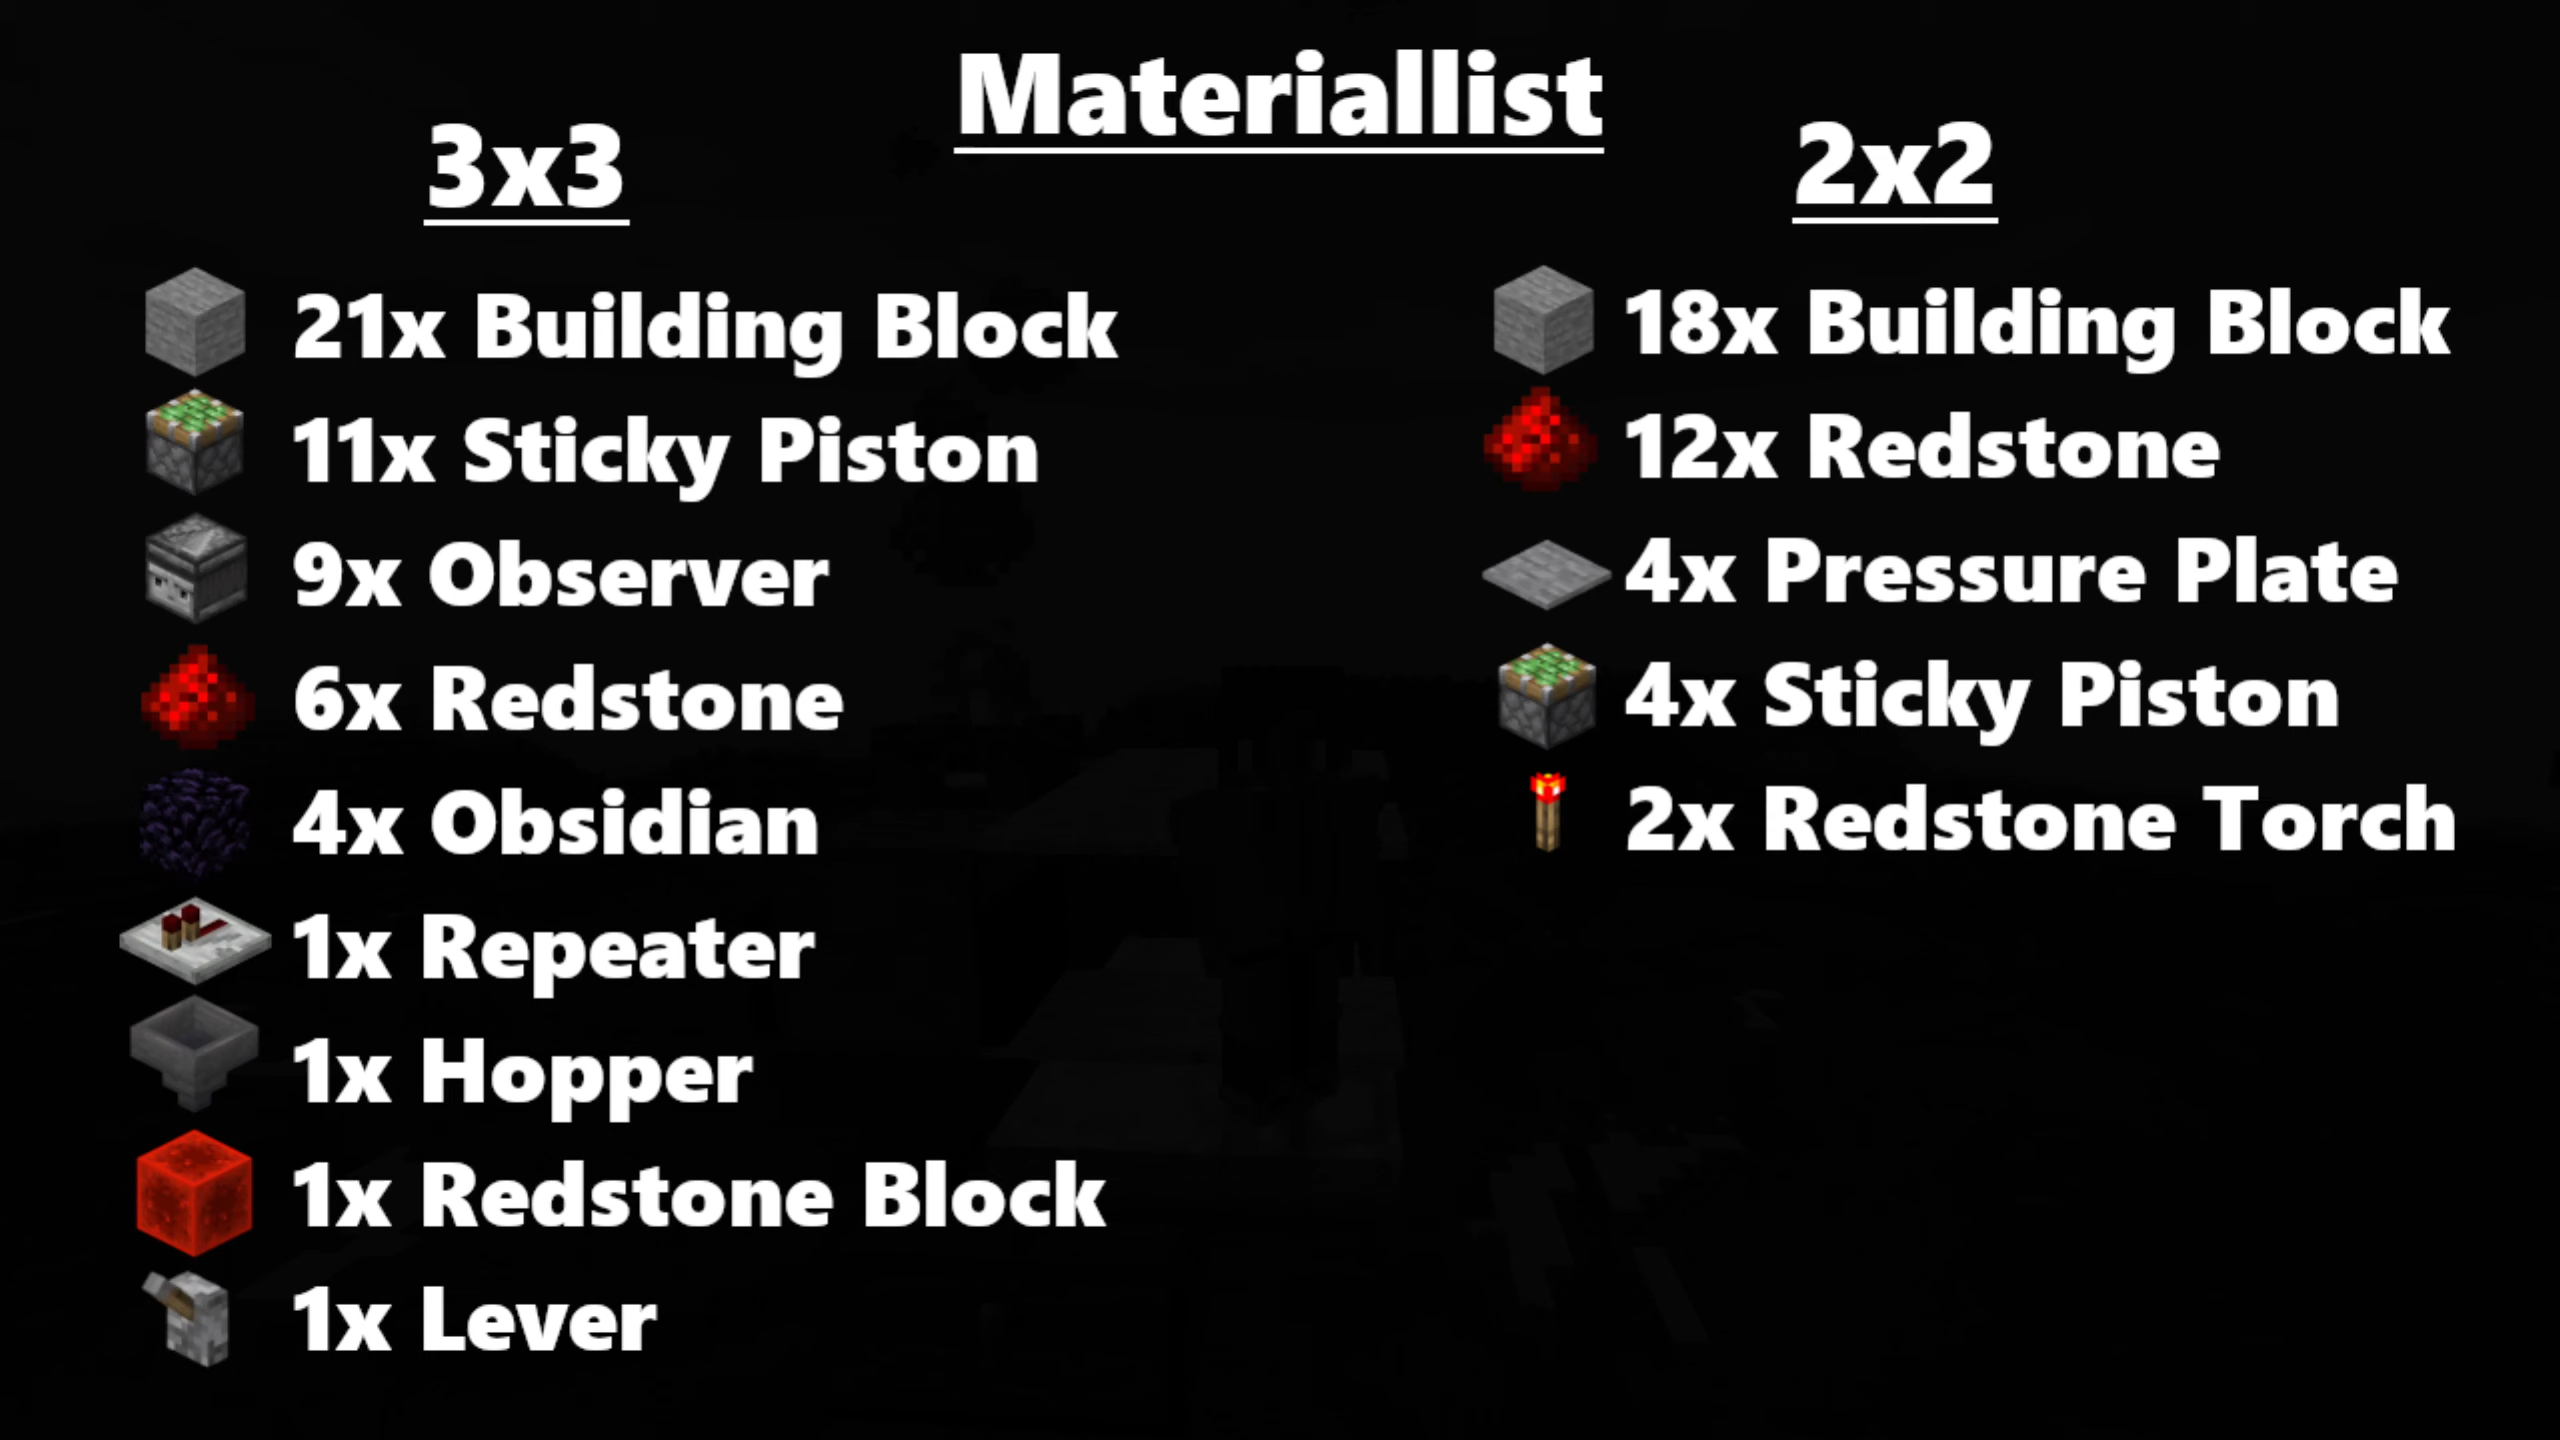 Materiallist
3x3
21x Building Block
11x Sticky Piston
9x Observer
6x Redstone
4x Obsidian
1x Repeater
1x Hopper
1x Redstone Block
1x Lever
2x2
18x Building Block
12x Redstone
4x Pressure Plate
4x Sticky Piston
2x Redstone Torch